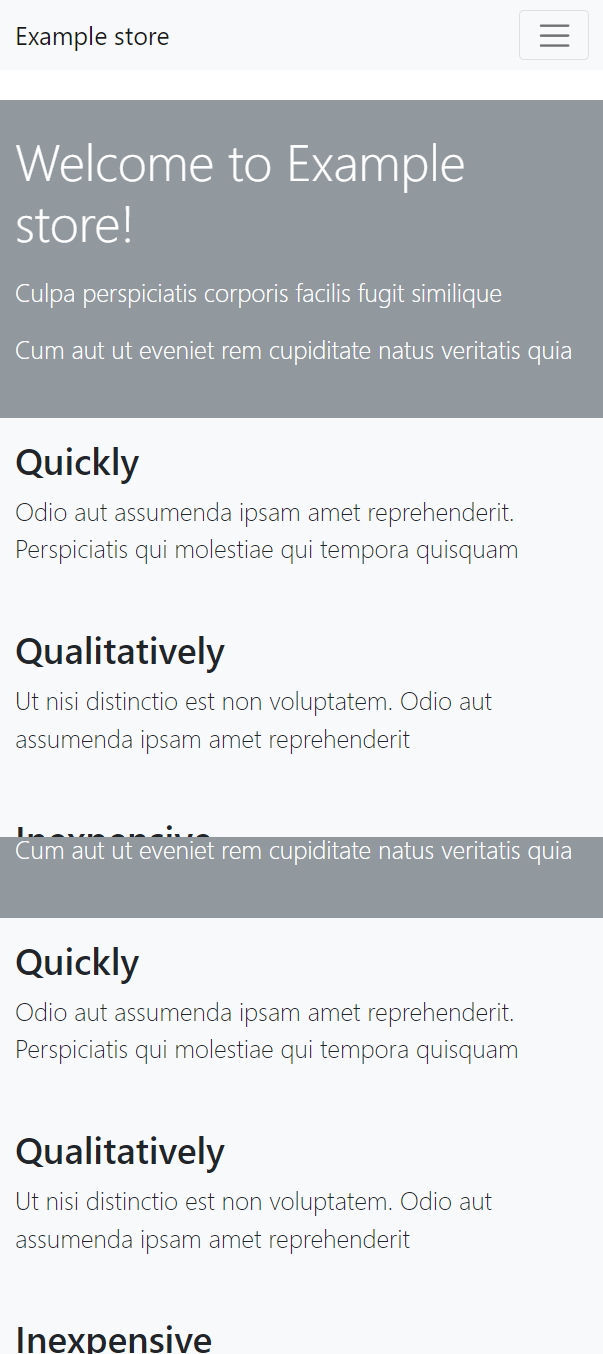 Example store
Welcome to Example
store!
Culpa perspiciatis corporis facilis fugit similique
Cum aut ut eveniet rem cupiditate natus veritatis quia
Quickly
Odio aut assumenda ipsam amet reprehenderit.
Perspiciatis qui molestiae qui tempora quisquam
Qualitatively
Ut nisi distinctio est non voluptatem. Odio aut
assumenda ipsam amet reprehenderit
Inexpensive
Cum aut ut eveniet rem cupiditate natus veritatis quia
Quickly
Odio aut assumenda ipsam amet reprehenderit.
Perspiciatis qui molestiae qui tempora quisquam
Qualitatively
Ut nisi distinctio est non voluptatem. Odio aut
assumenda ipsam amet reprehenderit
Inexpensive